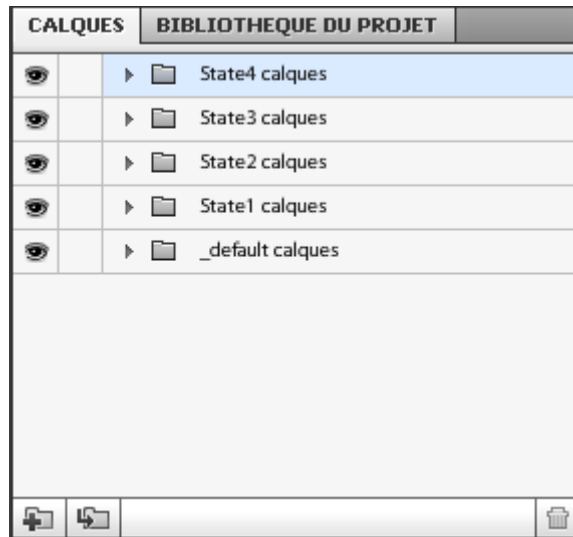 CALQUES BIBLIOTHEQUE DU PROJET
State4 calques
State3 calques
State2 calques
State1 calques
_default calques